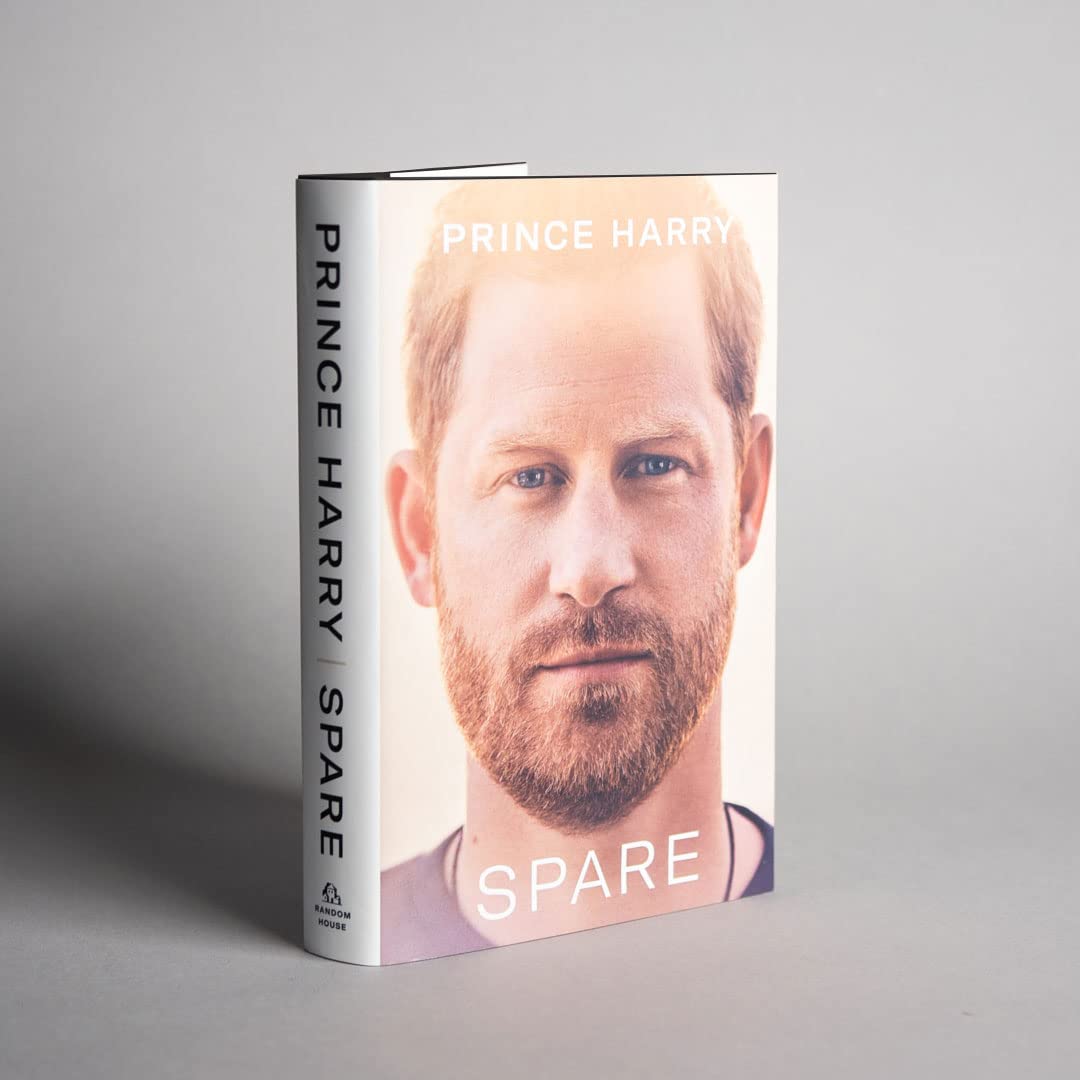 PRINCE HARRY
SPARE
PRINCE HARRY | SPARE
RANDOM
HOUSE